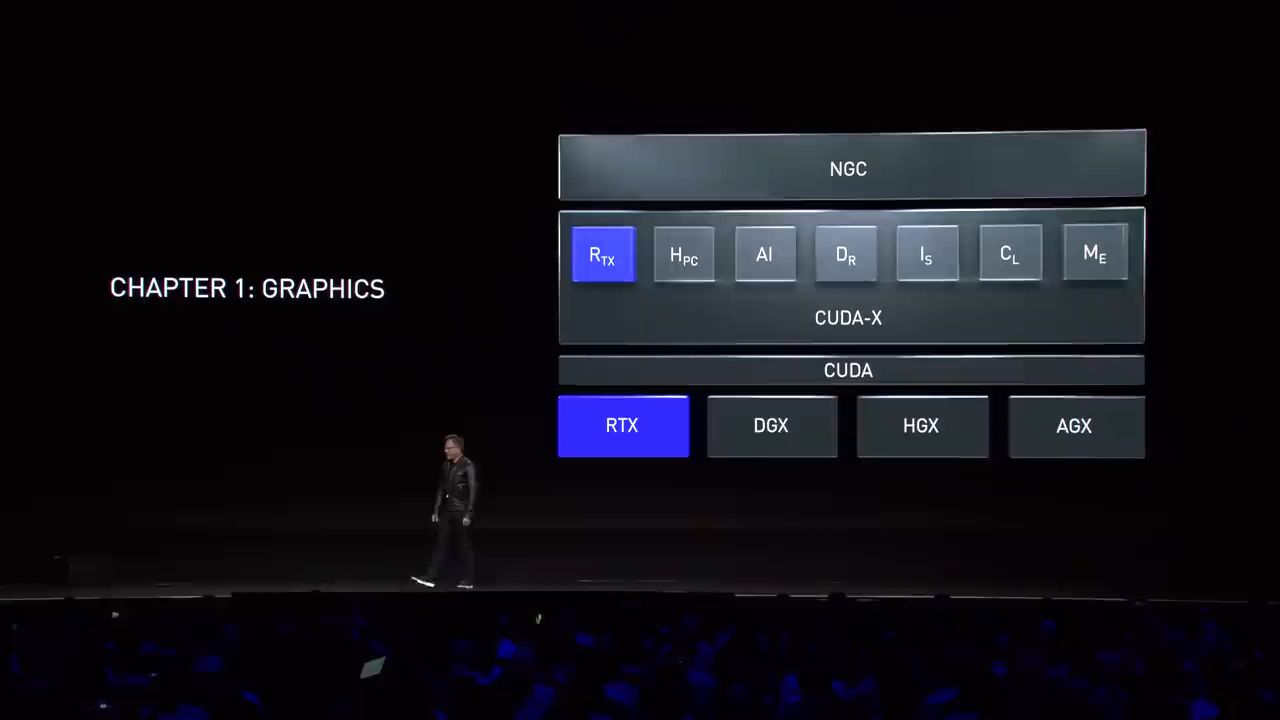 CHAPTER 1: GRAPHICS
NGC
RTX HPC AI DR IS CL ME
CUDA-X
CUDA
RTX DGX HGX AGX